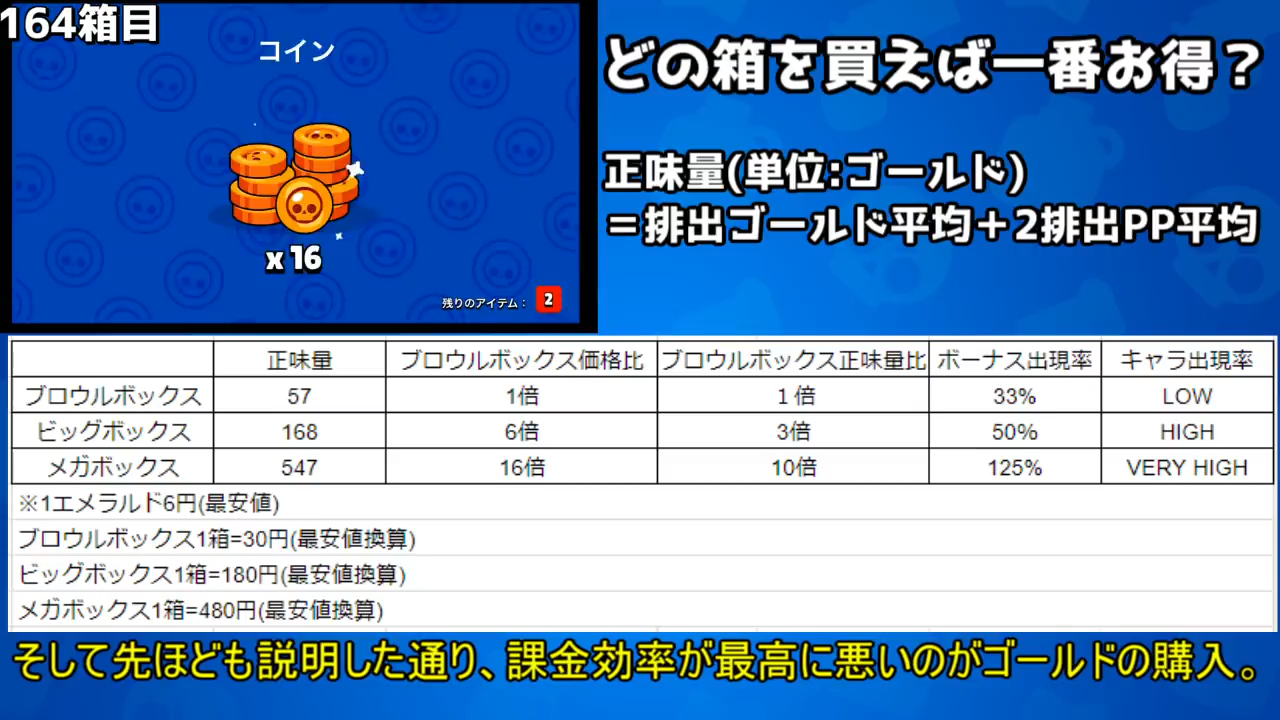 164箱目
コイン
x 16
残りのアイテム： 2
どの箱を買えば一番お得？
正味量(単位:ゴールド)
＝排出ゴールド平均＋2排出PP平均
正味量 ブロウルボックス価格比 ブロウルボックス正味量比 ボーナス出現率 キャラ出現率
ブロウルボックス 57 1倍 １倍 33% LOW
ビッグボックス 168 6倍 3倍 50% HIGH
メガボックス 547 16倍 10倍 125% VERY HIGH
※1エメラルド6円(最安値)
ブロウルボックス1箱=30円(最安値換算)
ビッグボックス1箱=180円(最安値換算)
メガボックス1箱=480円(最安値換算)
そして先ほども説明した通り、課金効率が最高に悪いのがゴールドの購入。